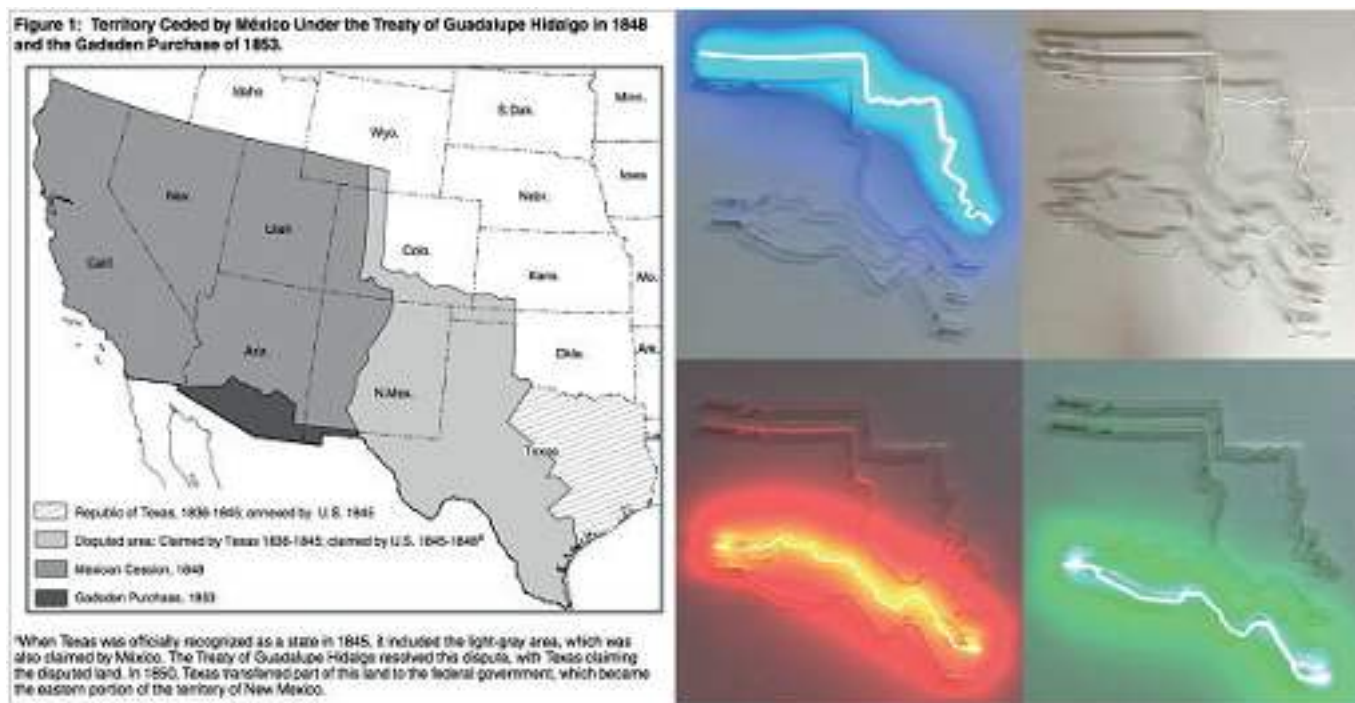 Figure 1: Territory Ceded by México Under the Treaty of Guadalupe Hidalgo in 1848
and the Gadsden Purchase of 1853.
Idaho
Minn.
S.Dak.
Wyo.
Iowa
Nev.
Nebr.
Utah
Colo.
Calif
Kans.
Mo.
Ariz.
Okla.
Ark.
N.Mex.
Texas
Republic of Texas, 1836-1845; annexed by U.S. 1845
Disputed area: Claimed by Texas 1836-1845; claimed by U.S. 1845-1848ª
Mexican Cession, 1848
Gadsden Purchase, 1853
ªWhen Texas was officially recognized as a state in 1845, it included the light-gray area, which was
also claimed by México. The Treaty of Guadalupe Hidalgo resolved this dispute, with Texas claiming
the disputed land. In 1850, Texas transferred part of this land to the federal government, which became
the eastern portion of the territory of New Mexico.